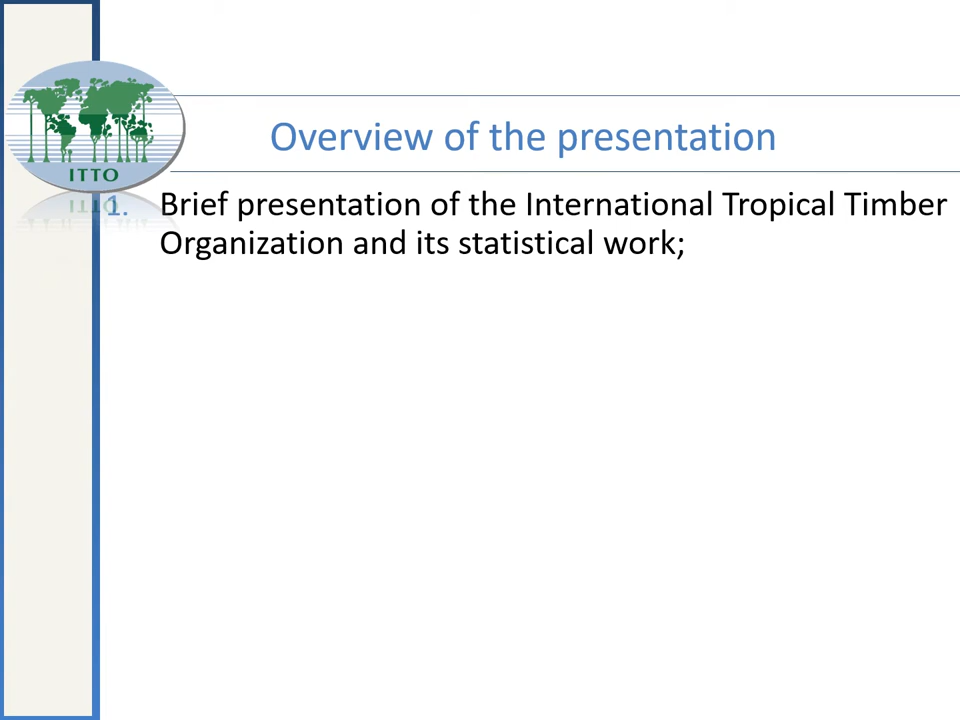 ITTO
Overview of the presentation
1. Brief presentation of the International Tropical Timber
Organization and its statistical work;